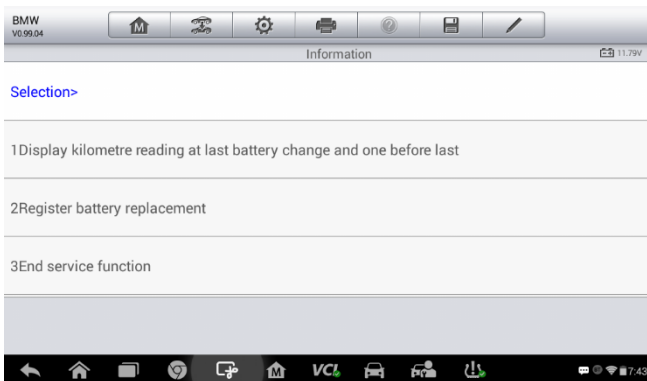 BMW
V0.99.04
M
Information
11.79V
Selection>
1Display kilometre reading at last battery change and one before last
2Register battery replacement
3End service function
M
VCI
7:43